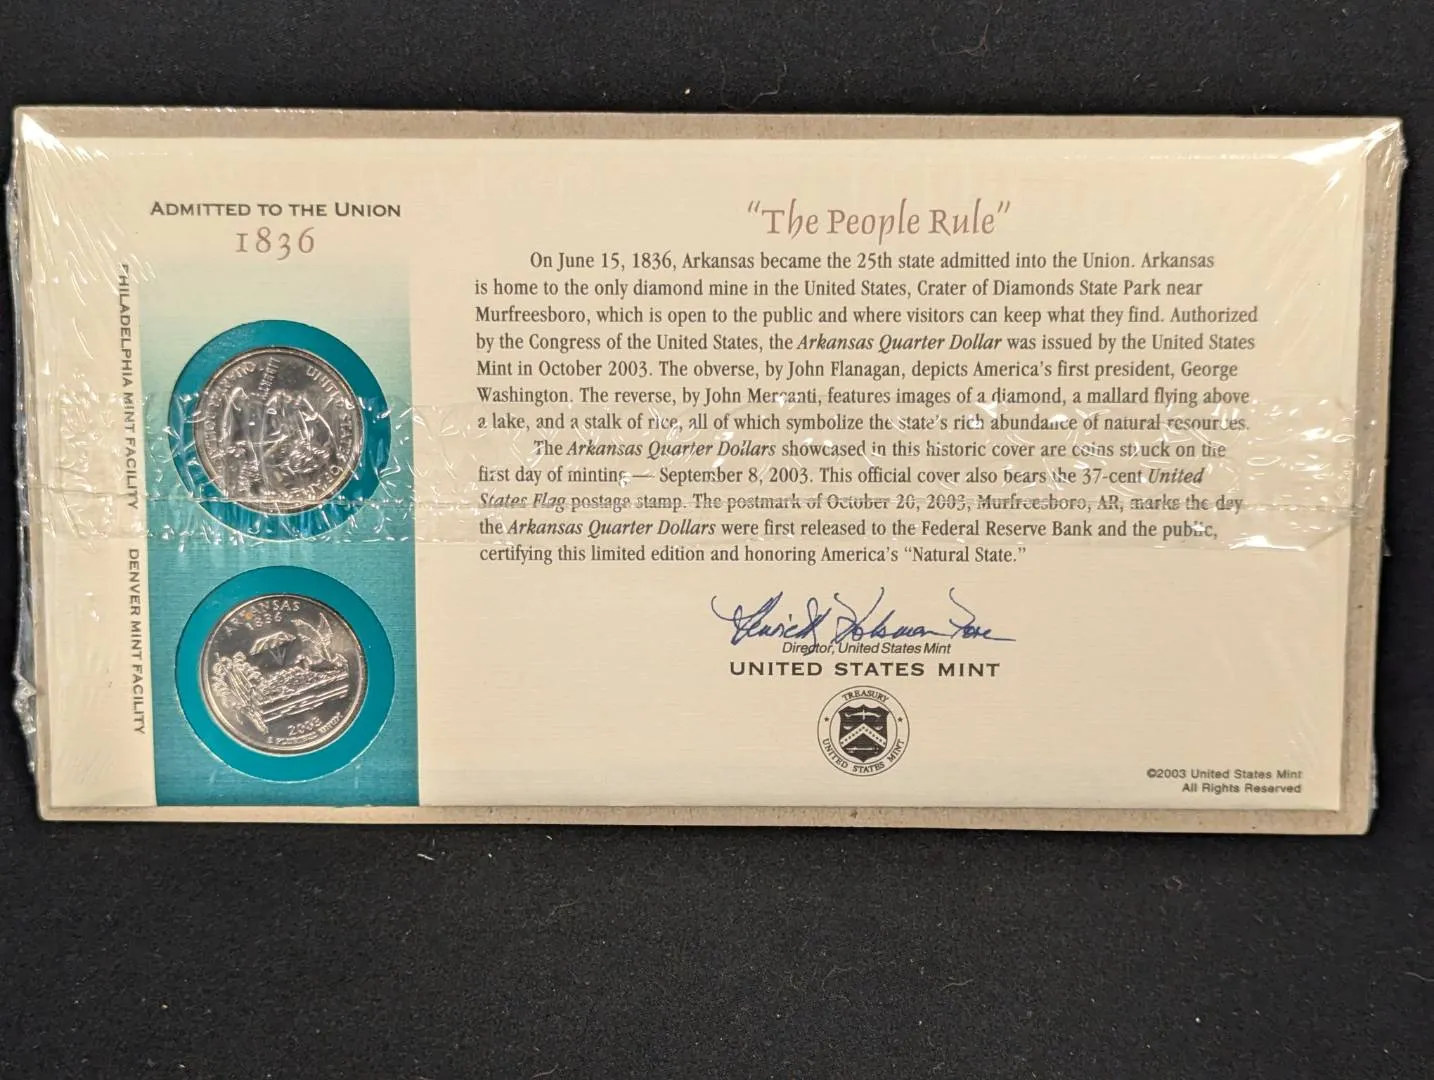 ADMITTED TO THE UNION
1836
PHILADELPHIA MINT FACILITY
DENVER MINT FACILITY
QUARTER DOLLAR
UNITED STATES OF AMERICA
LIBERTY
ARKANSAS
1836
2003
E PLURIBUS UNUM
"The People Rule"
On June 15, 1836, Arkansas became the 25th state admitted into the Union. Arkansas
is home to the only diamond mine in the United States, Crater of Diamonds State Park near
Murfreesboro, which is open to the public and where visitors can keep what they find. Authorized
by the Congress of the United States, the Arkansas Quarter Dollar was issued by the United States
Mint in October 2003. The obverse, by John Flanagan, depicts America's first president, George
Washington. The reverse, by John Mercanti, features images of a diamond, a mallard flying above
a lake, and a stalk of rice, all of which symbolize the state's rich abundance of natural resources.
The Arkansas Quarter Dollars showcased in this historic cover are coins struck on the
first day of minting — September 8, 2003. This official cover also bears the 37-cent United
States Flag postage stamp. The postmark of October 20, 2003, Murfreesboro, AR, marks the day
the Arkansas Quarter Dollars were first released to the Federal Reserve Bank and the public,
certifying this limited edition and honoring America's "Natural State."
Director, United States Mint
UNITED STATES MINT
TREASURY
UNITED STATES MINT
©2003 United States Mint
All Rights Reserved